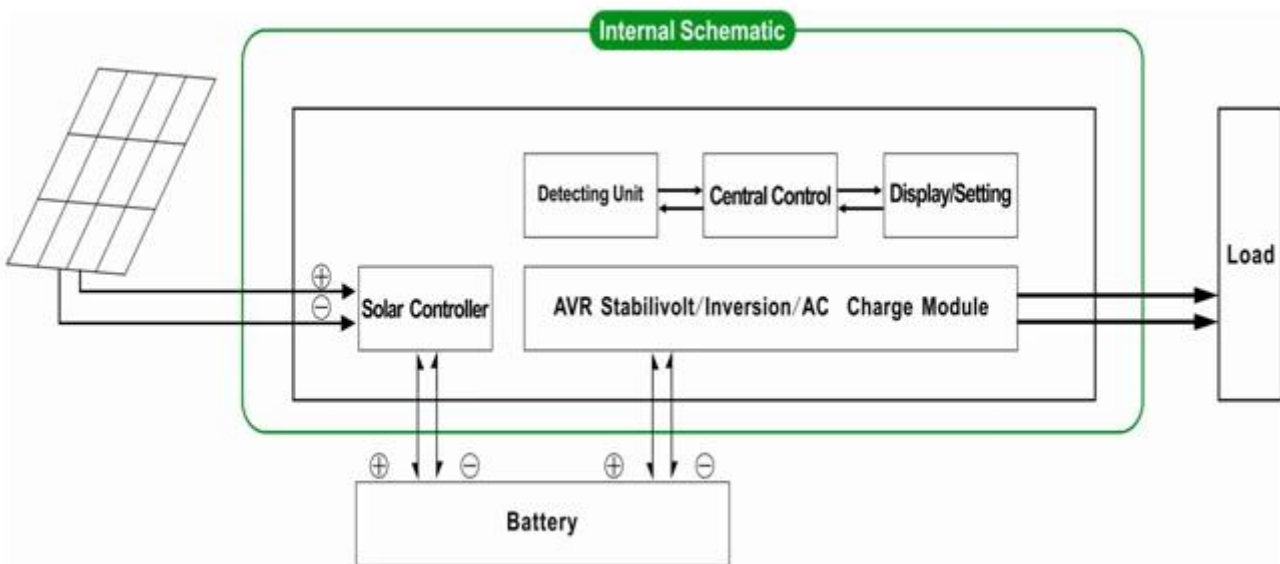 Internal Schematic
Detecting Unit
Central Control
Display/Setting
Load
⊕
⊖
Solar Controller
AVR Stabilivolt/Inversion/AC Charge Module
⊕ ⊖ ⊕ ⊖
Battery